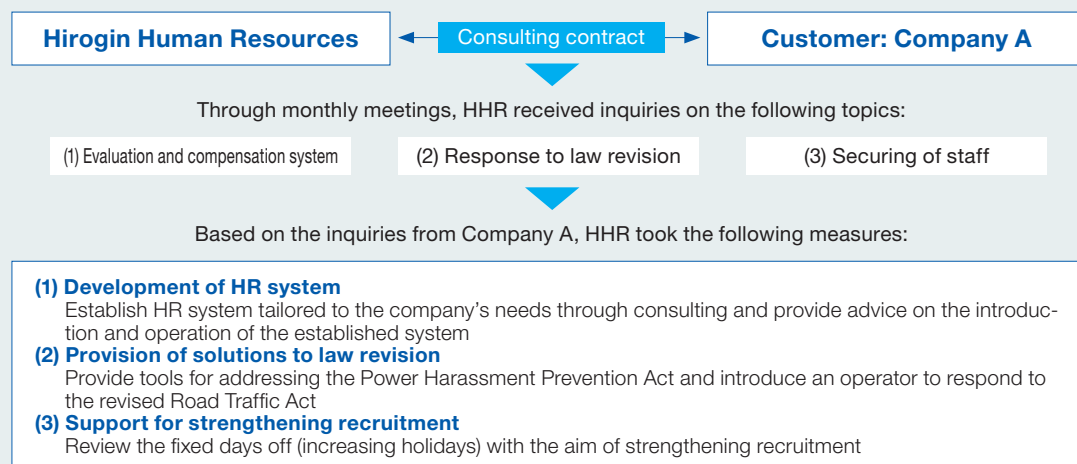 Hirogin Human Resources
Consulting contract
Customer: Company A
Through monthly meetings, HHR received inquiries on the following topics:
(1) Evaluation and compensation system
(2) Response to law revision
(3) Securing of staff
Based on the inquiries from Company A, HHR took the following measures:
(1) Development of HR system
Establish HR system tailored to the company’s needs through consulting and provide advice on the introduc-
tion and operation of the established system
(2) Provision of solutions to law revision
Provide tools for addressing the Power Harassment Prevention Act and introduce an operator to respond to
the revised Road Traffic Act
(3) Support for strengthening recruitment
Review the fixed days off (increasing holidays) with the aim of strengthening recruitment